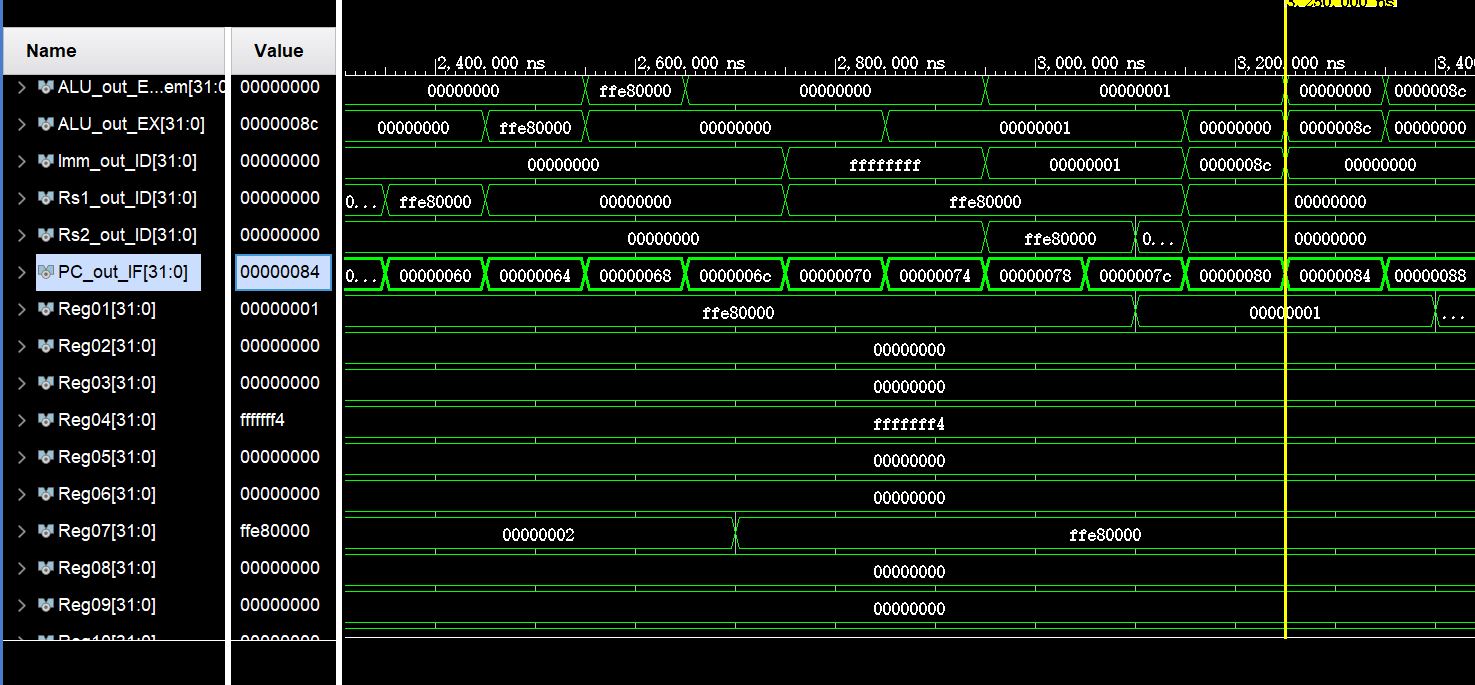 3,250.000 ns
Name Value
2,400.000 ns 2,600.000 ns 2,800.000 ns 3,000.000 ns 3,200.000 ns 3,40
ALU_out_E...em[31:0 00000000 00000000 ffe80000 00000000 00000001 00000000 0000008c
ALU_out_EX[31:0] 0000008c 00000000 ffe80000 00000000 00000001 00000000 0000008c 00000000
Imm_out_ID[31:0] 00000000 00000000 ffffffff 00000001 0000008c 00000000
Rs1_out_ID[31:0] 00000000 0... ffe80000 00000000 ffe80000 00000000
Rs2_out_ID[31:0] 00000000 00000000 ffe80000 0... 00000000
PC_out_IF[31:0] 00000084 0... 00000060 00000064 00000068 0000006c 00000070 00000074 00000078 0000007c 00000080 00000084 00000088
Reg01[31:0] 00000001 ffe80000 00000001 ...
Reg02[31:0] 00000000 00000000
Reg03[31:0] 00000000 00000000
Reg04[31:0] fffffff4 fffffff4
Reg05[31:0] 00000000 00000000
Reg06[31:0] 00000000 00000000
Reg07[31:0] ffe80000 00000002 ffe80000
Reg08[31:0] 00000000 00000000
Reg09[31:0] 00000000 00000000